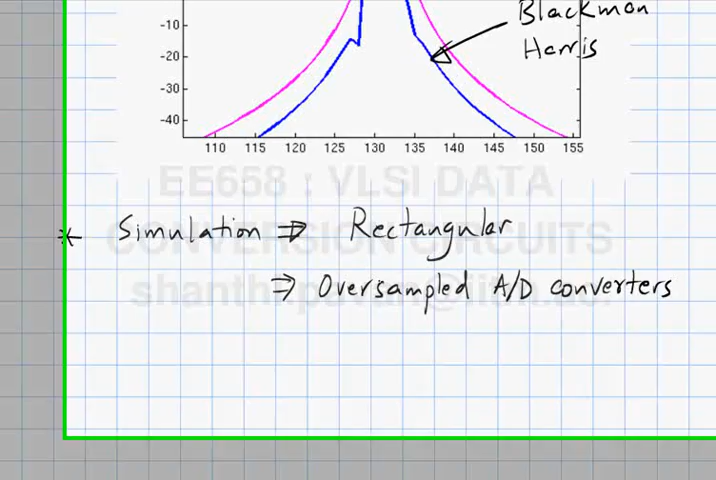 Blackman
Harris
-10
-20
-30
-40
110 115 120 125 130 135 140 145 150 155
EE658 : VLSI DATA
* Simulation ⇒ Rectangular
CONVERSION CIRCUITS
⇒ Oversampled A/D converters